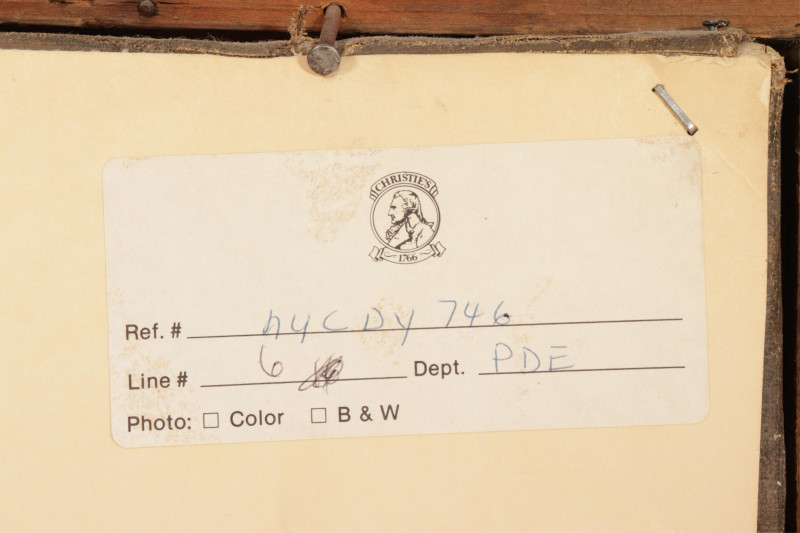 CHRISTIE'S
1766
Ref. # nYCDY 746
Line # 6 Dept. PDE
Photo: ☐ Color ☐ B & W